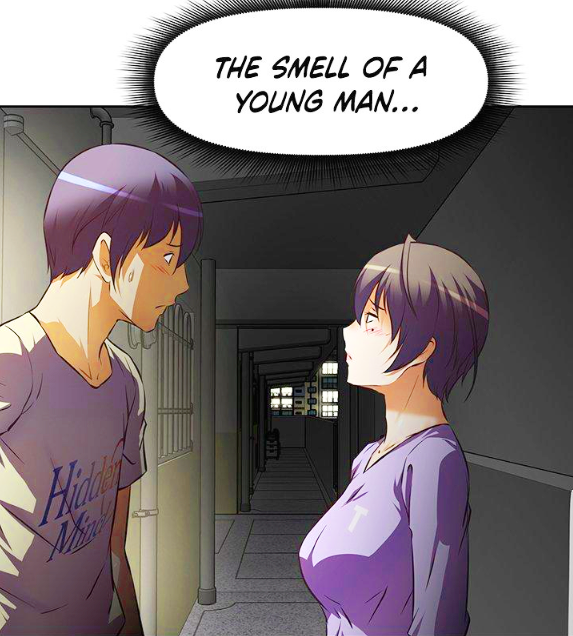 THE SMELL OF A
YOUNG MAN...
Hidden
Mind
T